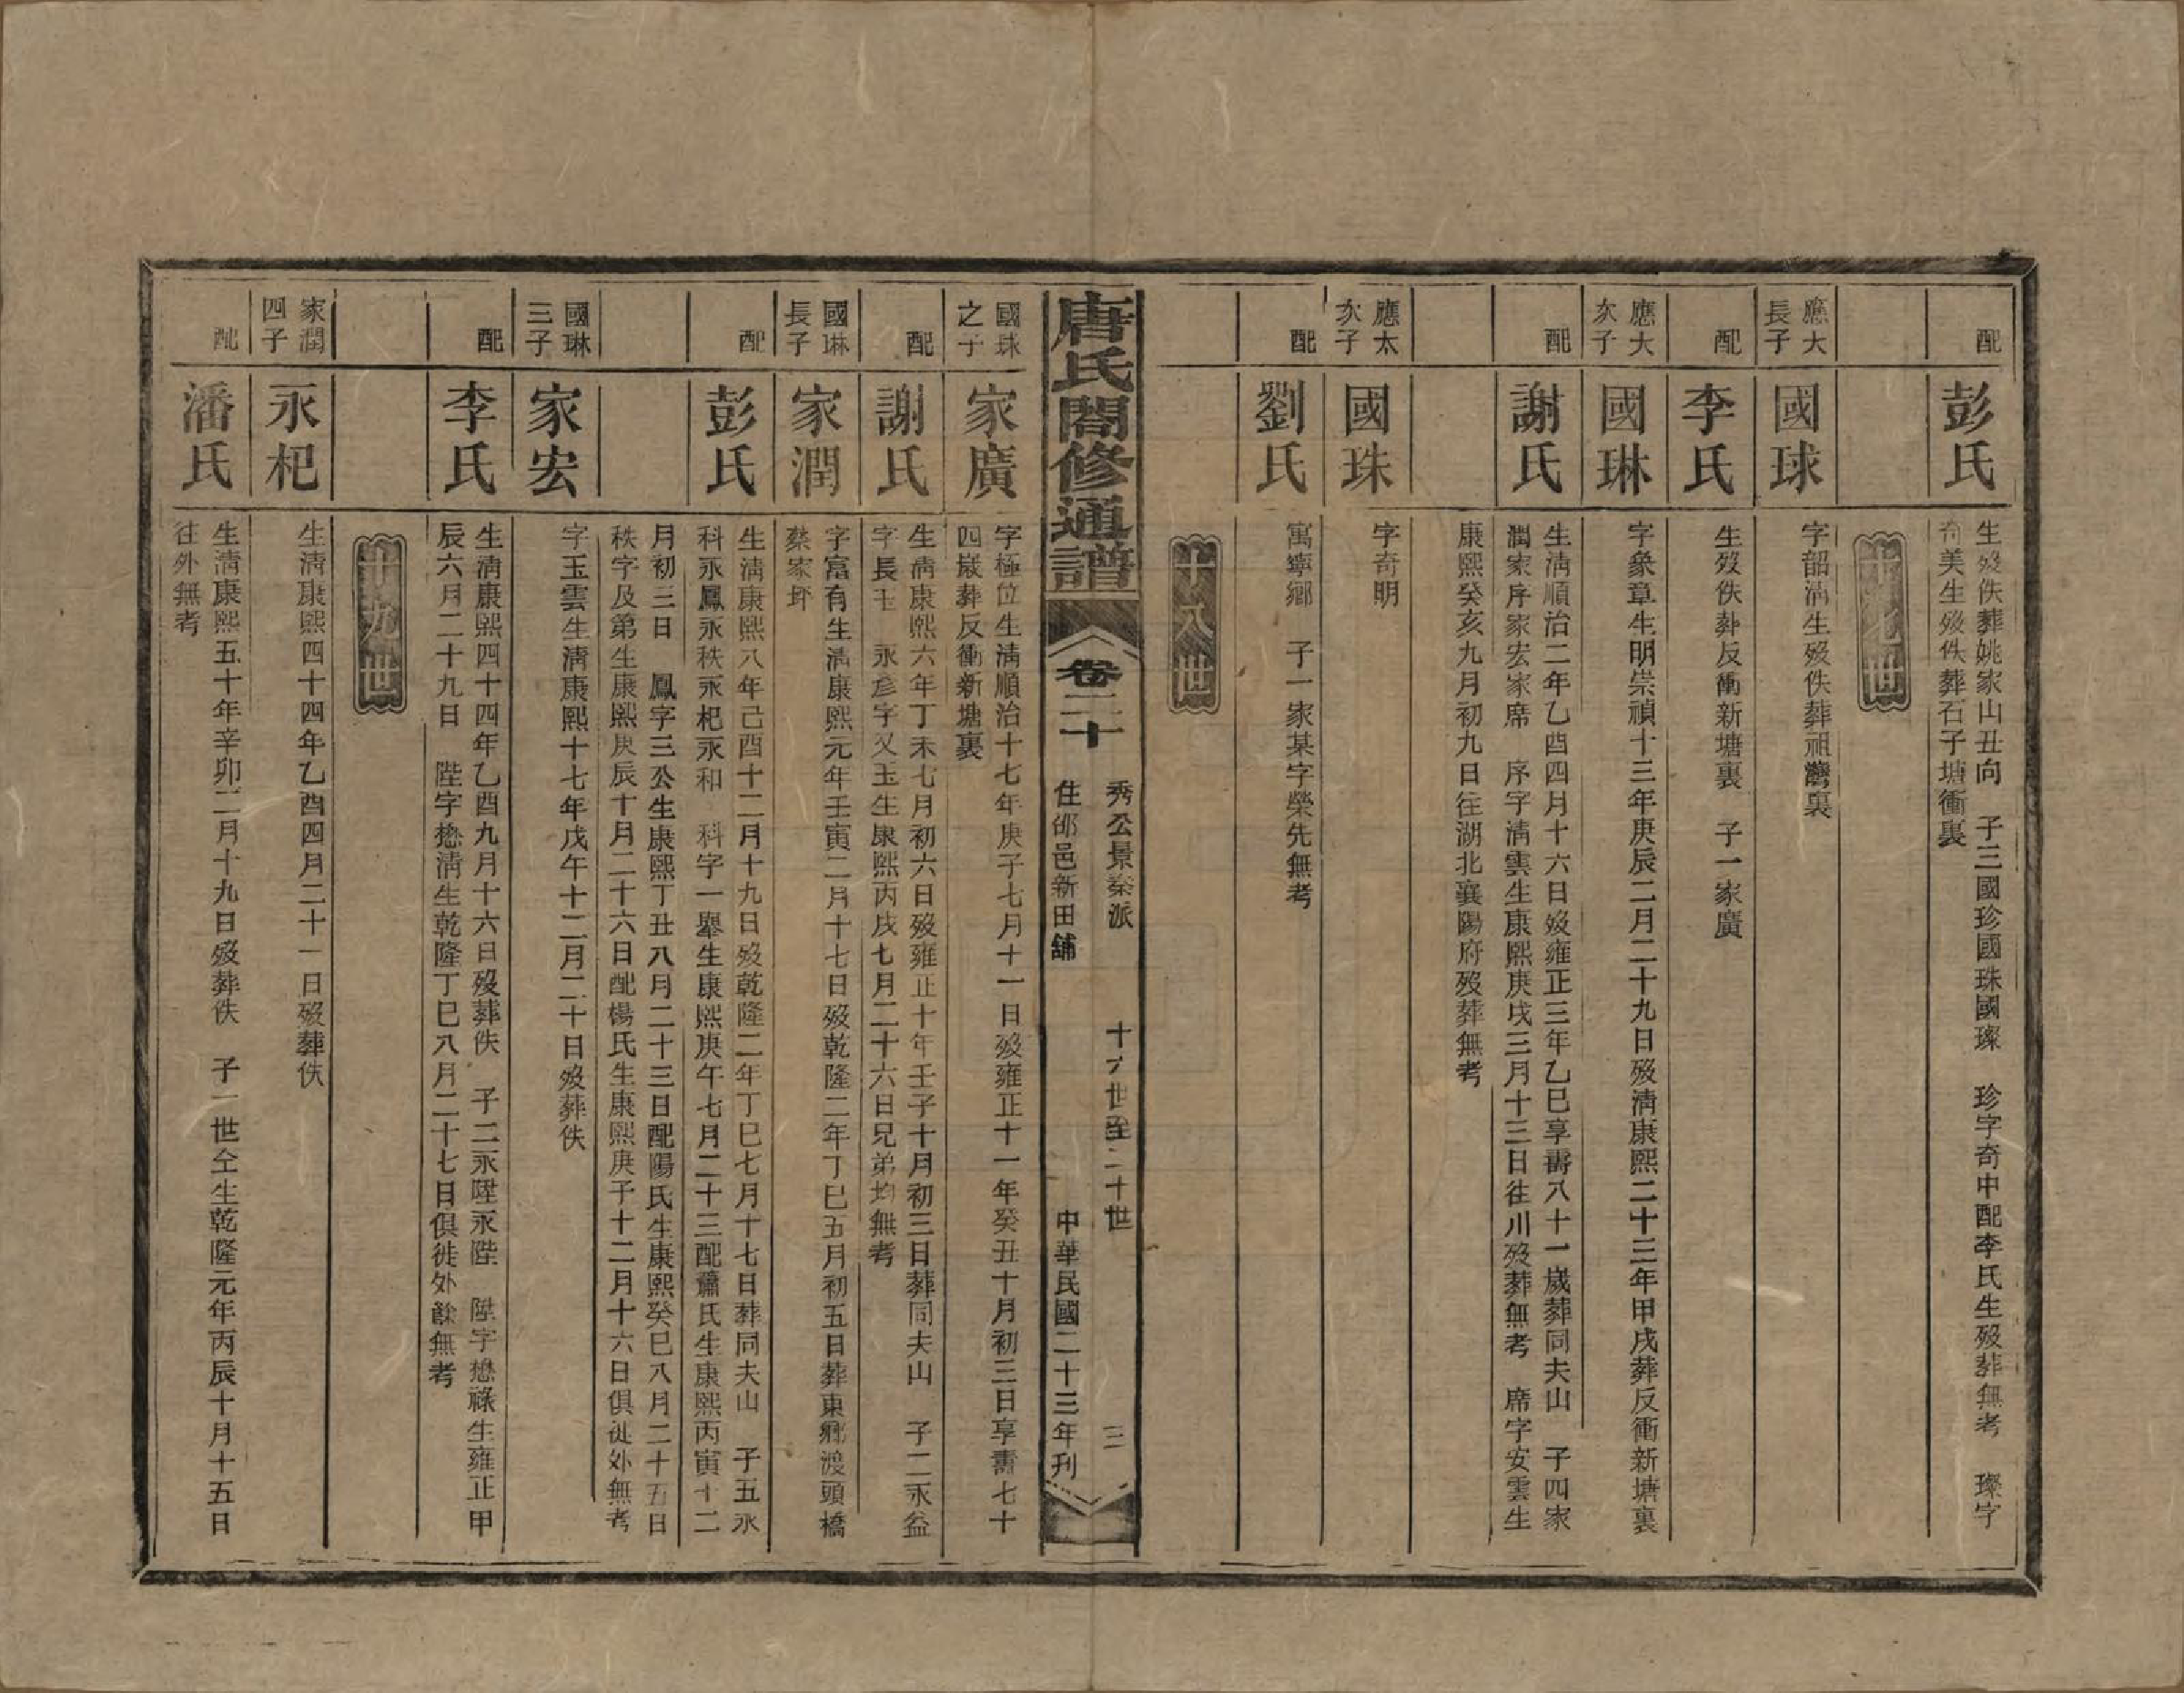 配
彭氏
生歿佚葬姚家山丑向　子三國珍國珠國璨　珍字奇中配李氏生歿葬無考　璨字
奇美生歿佚葬石子塘衝裏
十七世
應大
長子
國球
字韶湳生歿佚葬祖灣裏
配
李氏
生歿佚葬反衝新塘裏　子一家廣
應大
次子
國琳
字象章生明崇禎十三年庚辰二月二十九日歿淸康熙二十三年甲戌葬反衝新塘裏
配
謝氏
生淸順治二年乙酉四月十六日歿雍正三年乙巳享壽八十一歲葬同夫山　子四家
潤家序家宏家席　序字淸雲生康熙庚戌三月十三日往川歿葬無考　席字安雲生
康熙癸亥九月初九日往湖北襄陽府歿葬無考
應太
次子
國珠
字奇明
配
劉氏
寓寧鄉　子一家某字榮先無考
十八世
唐氏閤修通譜
卷二十
秀公景秦派
住邵邑新田舖
十六世至二十世
三
中華民國二十三年刊
國珠
之子
家廣
字極位生淸順治十七年庚子七月十一日歿雍正十一年癸丑十月初三日享壽七十
四歲葬反衝新塘裏
配
謝氏
生淸康熙六年丁未七月初六日歿雍正十年壬子十月初三日葬同夫山　子二永益
字長玉　永彥字又玉生康熙丙戌七月二十六日兄弟均無考
國琳
長子
家潤
字富有生淸康熙元年壬寅二月十七日歿乾隆二年丁巳五月初五日葬東鄉渡頭橋
蔡家坪
配
彭氏
生淸康熙八年己酉十二月十九日歿乾隆二年丁巳七月十七日葬同夫山　子五永
科永鳳永秩永杞永和　科字一舉生康熙庚午七月二十三配蕭氏生康熙丙寅十二
月初三日　鳳字三公生康熙丁丑八月二十三日配陽氏生康熙癸巳八月二十五日
秩字及第生康熙庚辰十月二十六日配楊氏生康熙庚子十二月十六日俱徙外無考
國琳
三子
家宏
字玉雲生淸康熙十七年戊午十二月二十日歿葬佚
配
李氏
生淸康熙四十四年乙酉九月十六日歿葬佚　子二永陞永陛　陞字懋祿生雍正甲
辰六月二十九日　陛字懋淸生乾隆丁巳八月二十七日俱徙外餘無考
十九世
家潤
四子
永杞
生淸康熙四十四年乙酉四月二十一日歿葬佚
配
潘氏
生淸康熙五十年辛卯二月十九日歿葬佚　子一世仝生乾隆元年丙辰十月十五日
往外無考